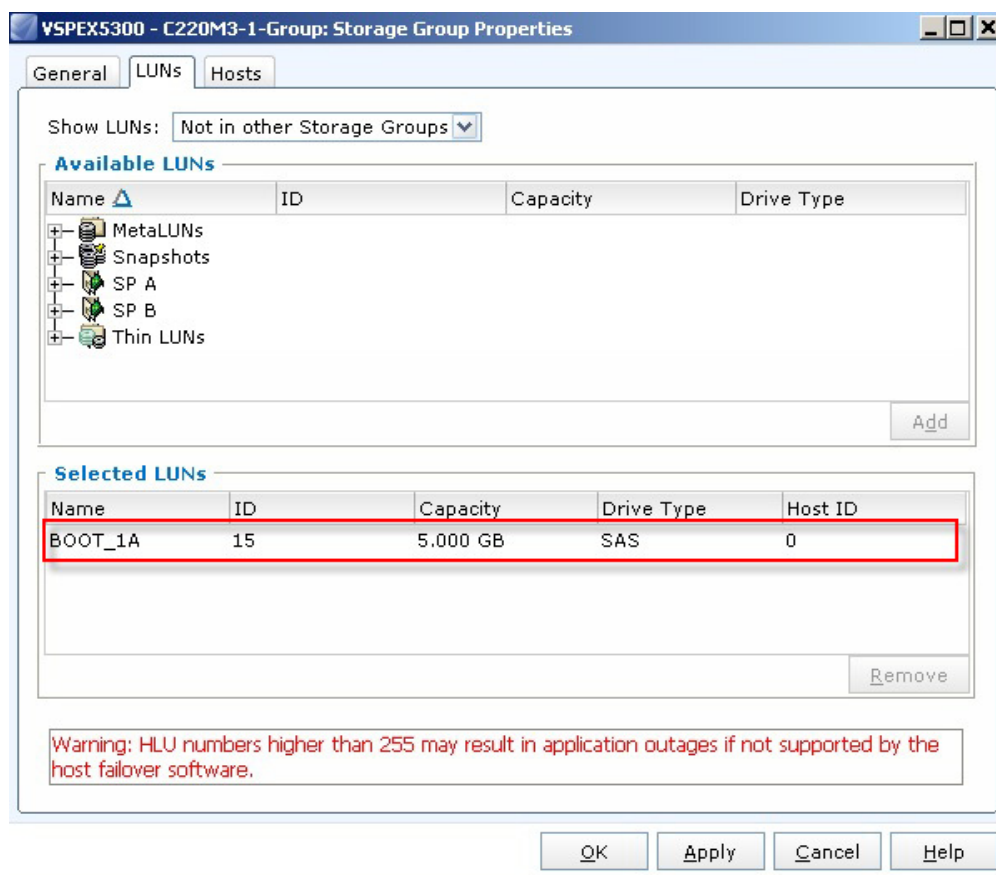 VSPEX5300 - C220M3-1-Group: Storage Group Properties
General LUNs Hosts
Show LUNs: Not in other Storage Groups
Available LUNs
Name ID Capacity Drive Type
MetaLUNs
Snapshots
SP A
SP B
Thin LUNs
Add
Selected LUNs
Name ID Capacity Drive Type Host ID
BOOT_1A 15 5.000 GB SAS 0
Remove
Warning: HLU numbers higher than 255 may result in application outages if not supported by the
host failover software.
OK Apply Cancel Help